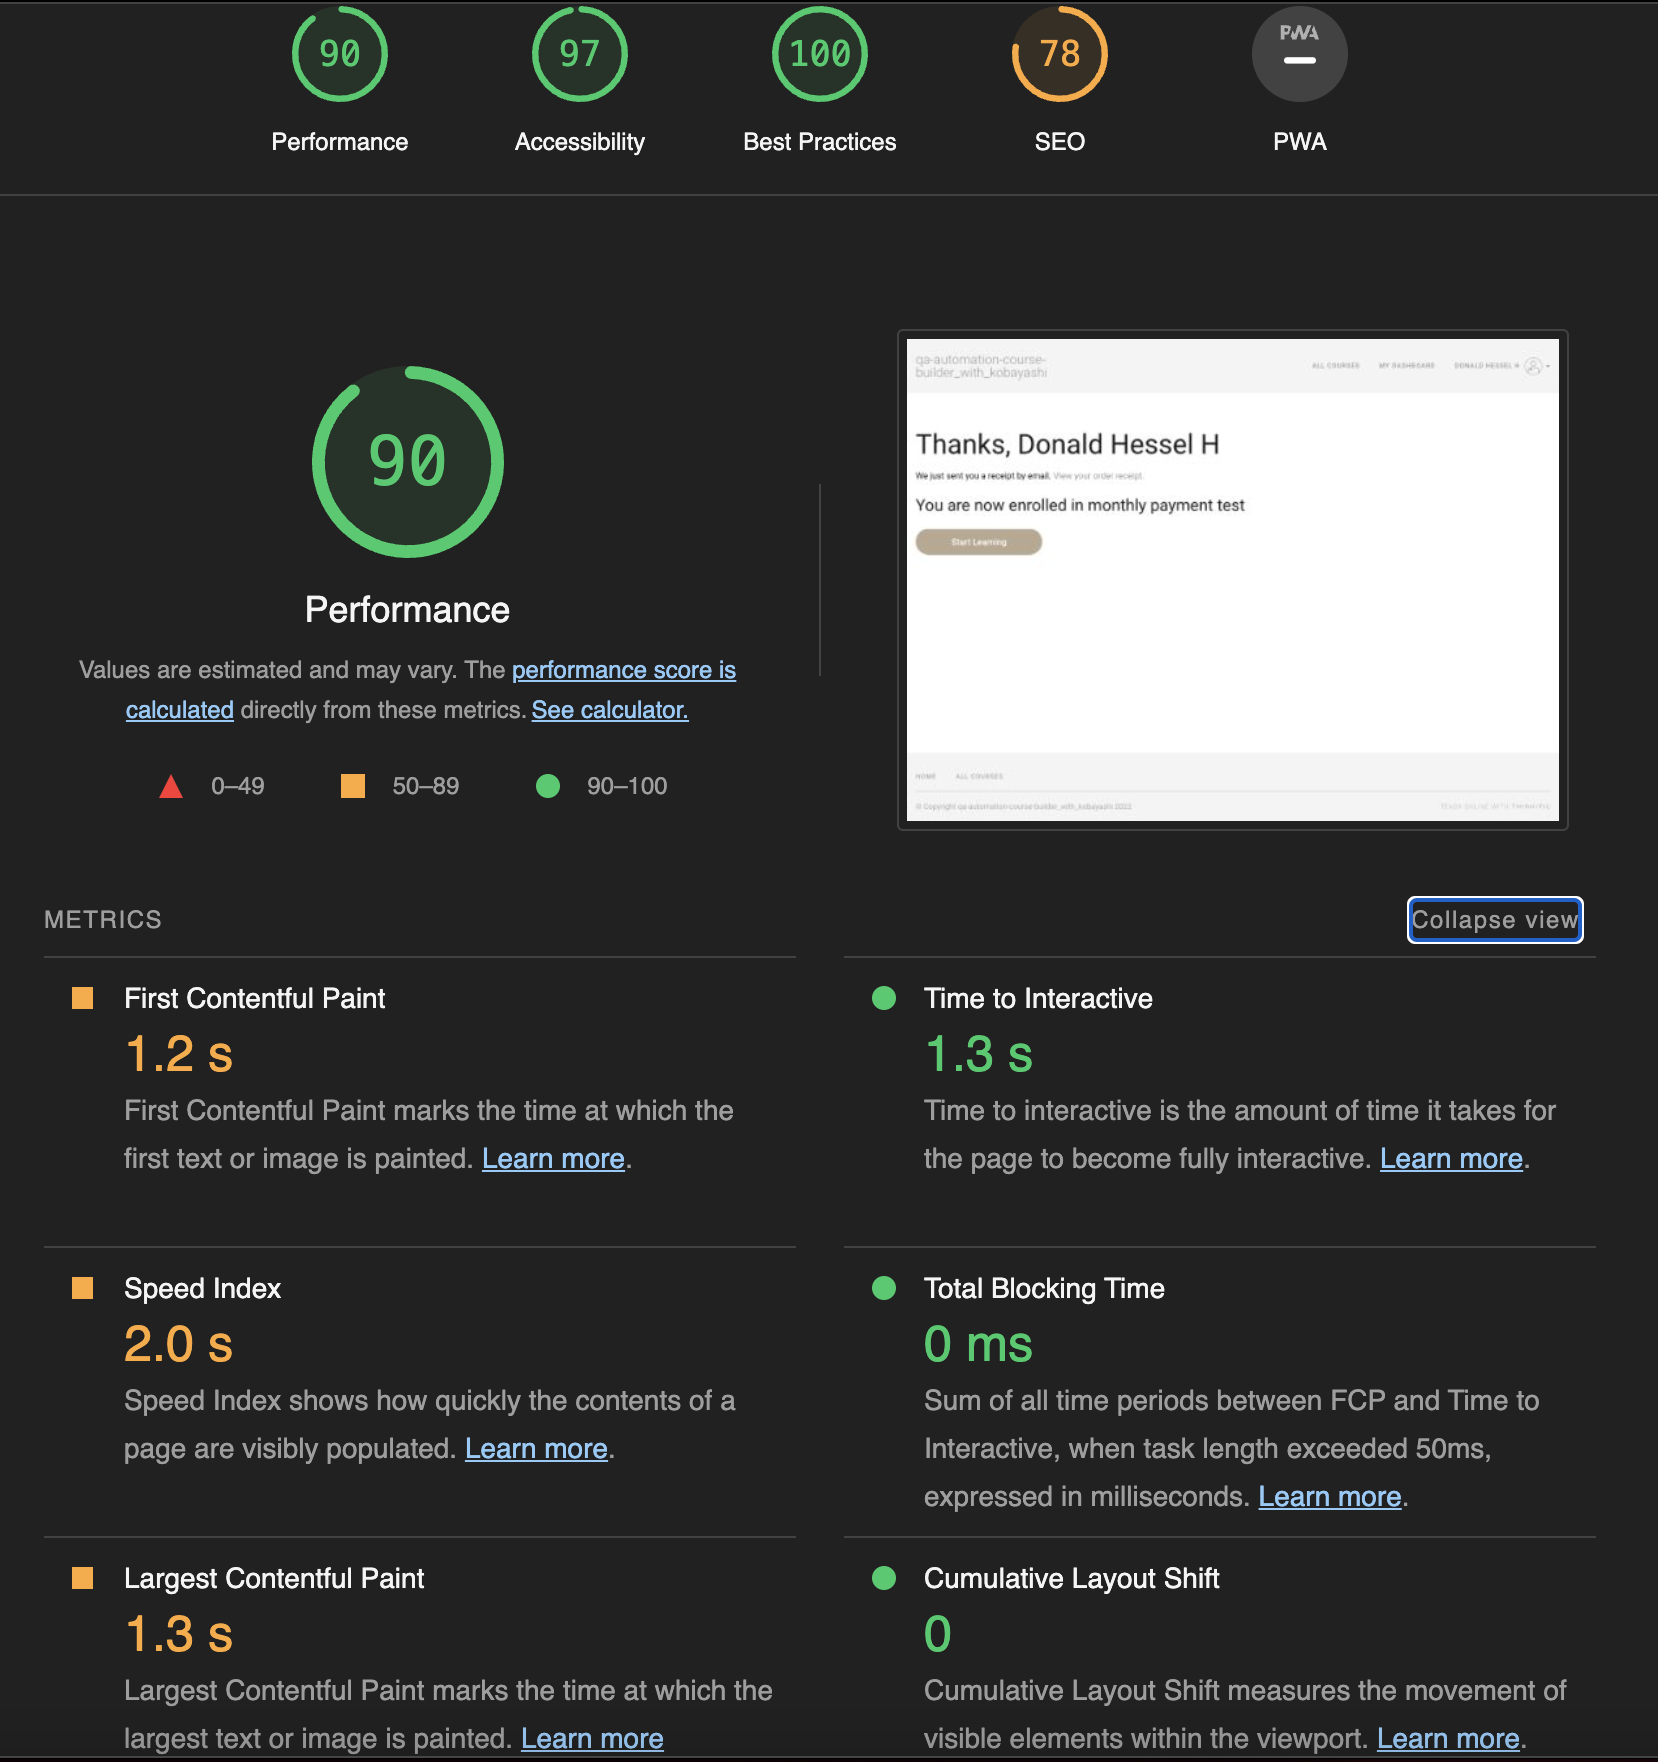 90
97
100
78
PWA
Performance
Accessibility
Best Practices
SEO
PWA
90
Performance
Values are estimated and may vary. The performance score is
calculated directly from these metrics. See calculator.
0–49
50–89
90–100
qa-automation-course-
builder_with_kobayashi
ALL COURSES
MY DASHBOARD
DONALD HESSEL H
Thanks, Donald Hessel H
We just sent you a receipt by email. View your order receipt.
You are now enrolled in monthly payment test
Start Learning
HOME
ALL COURSES
© Copyright qa-automation-course-builder_with_kobayashi 2022
TEACH ONLINE WITH THINKIFIC
METRICS
Collapse view
First Contentful Paint
1.2 s
First Contentful Paint marks the time at which the
first text or image is painted. Learn more.
Time to Interactive
1.3 s
Time to interactive is the amount of time it takes for
the page to become fully interactive. Learn more.
Speed Index
2.0 s
Speed Index shows how quickly the contents of a
page are visibly populated. Learn more.
Total Blocking Time
0 ms
Sum of all time periods between FCP and Time to
Interactive, when task length exceeded 50ms,
expressed in milliseconds. Learn more.
Largest Contentful Paint
1.3 s
Largest Contentful Paint marks the time at which the
largest text or image is painted. Learn more
Cumulative Layout Shift
0
Cumulative Layout Shift measures the movement of
visible elements within the viewport. Learn more.